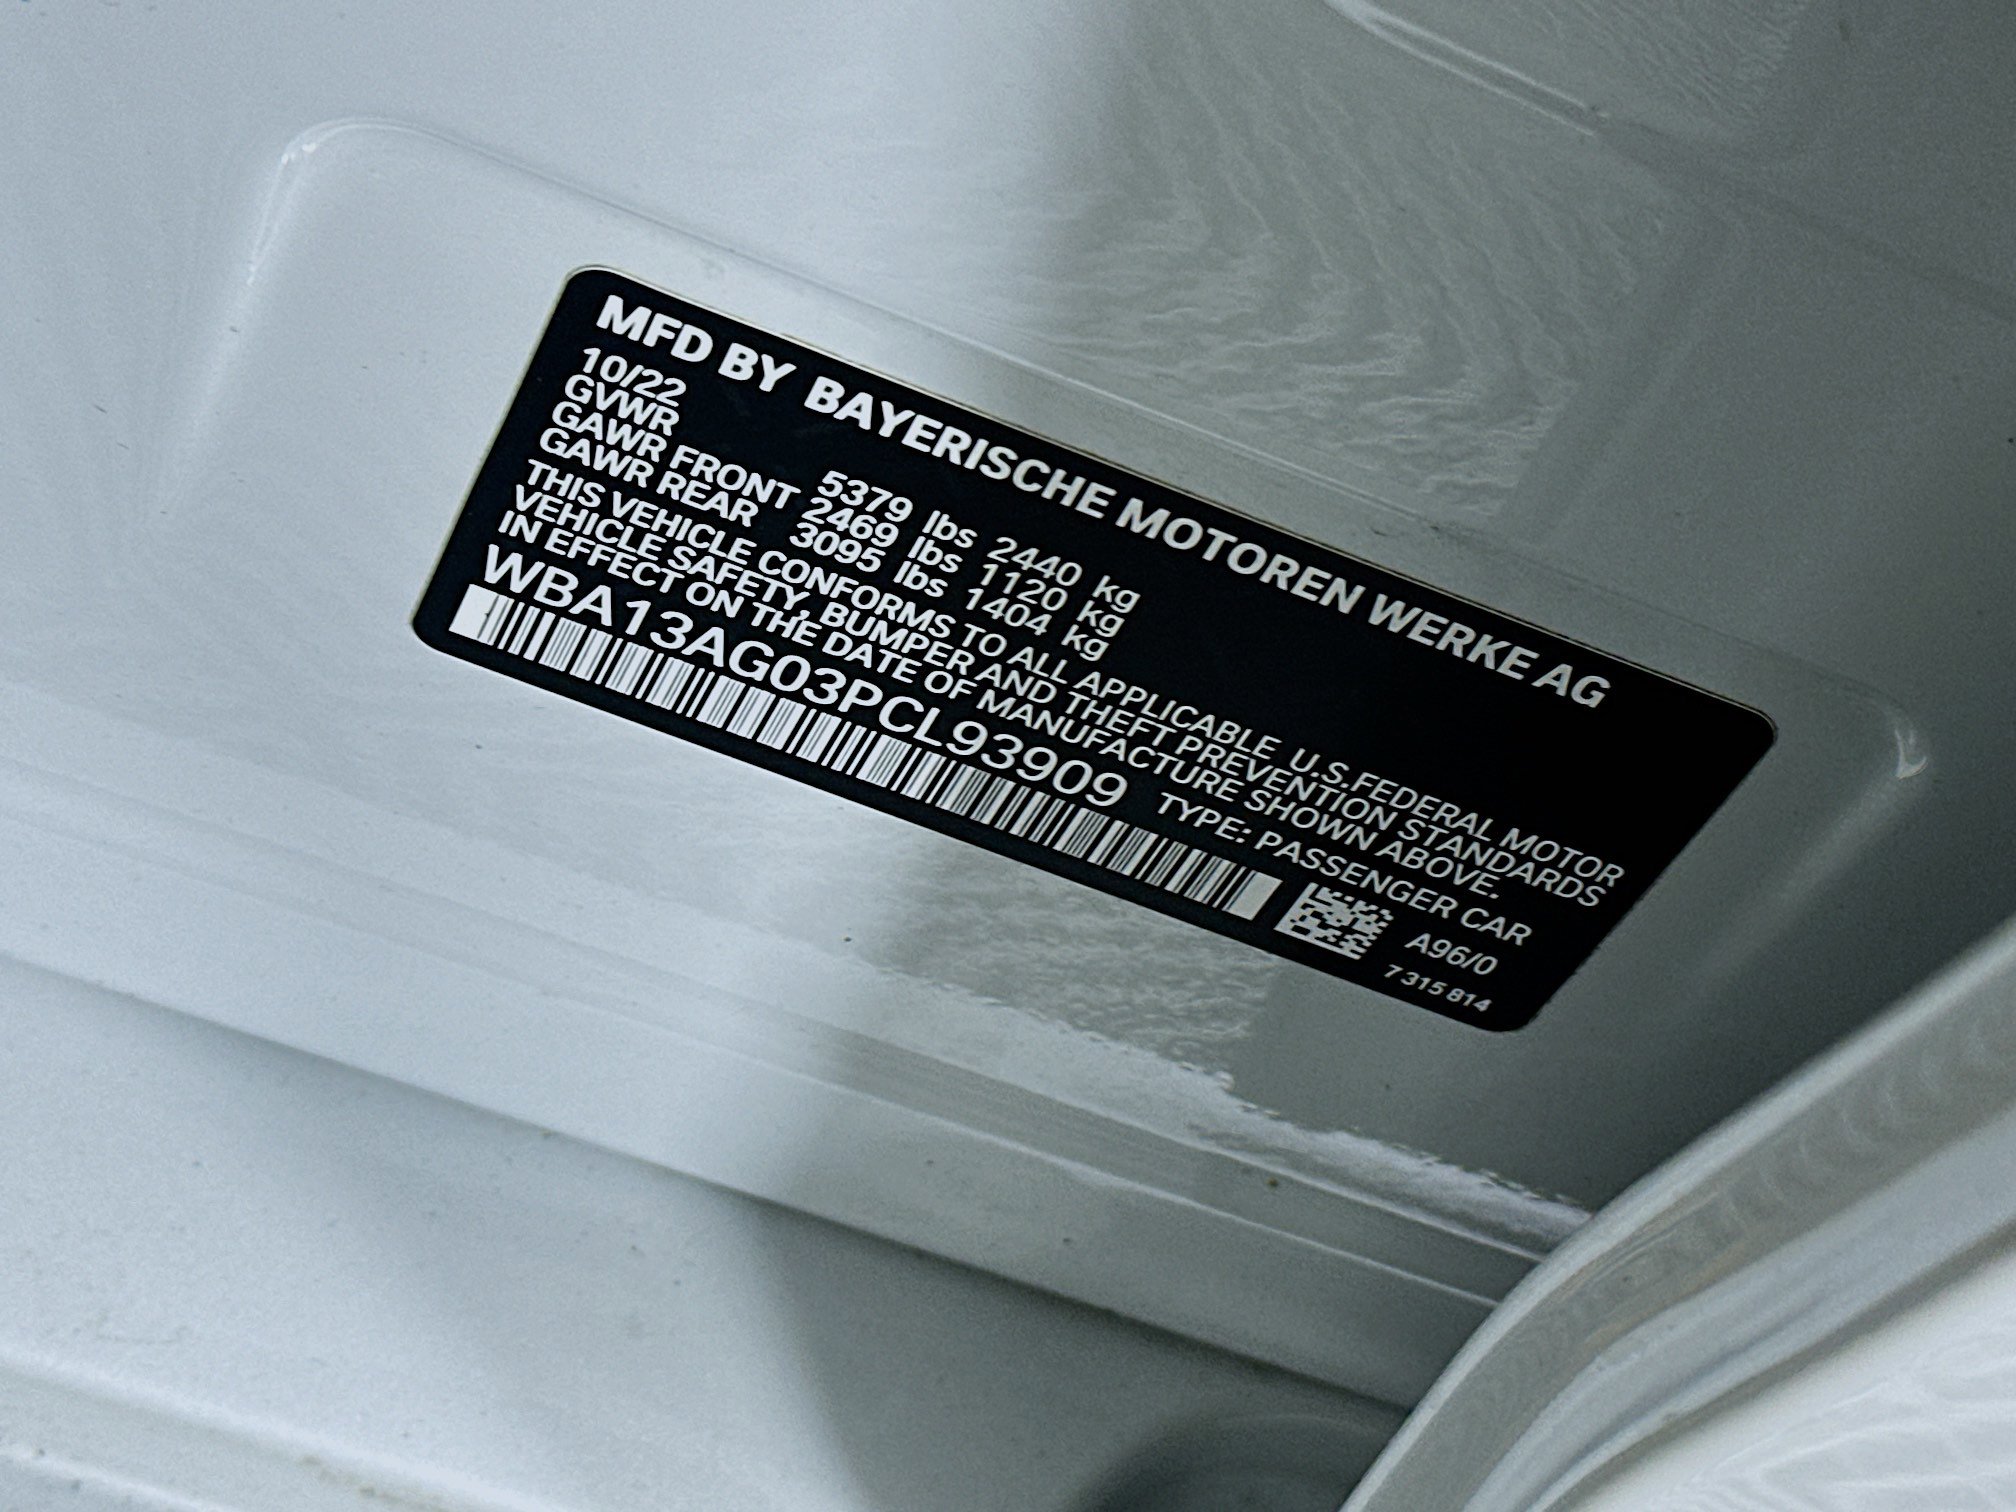 MFD BY BAYERISCHE MOTOREN WERKE AG
10/22
GVWR 5379 lbs 2440 kg
GAWR FRONT 2469 lbs 1120 kg
GAWR REAR 3095 lbs 1404 kg
THIS VEHICLE CONFORMS TO ALL APPLICABLE U.S.FEDERAL MOTOR
VEHICLE SAFETY, BUMPER AND THEFT PREVENTION STANDARDS
IN EFFECT ON THE DATE OF MANUFACTURE SHOWN ABOVE.
WBA13AG03PCL93909 TYPE: PASSENGER CAR
A96/0
7 315 814